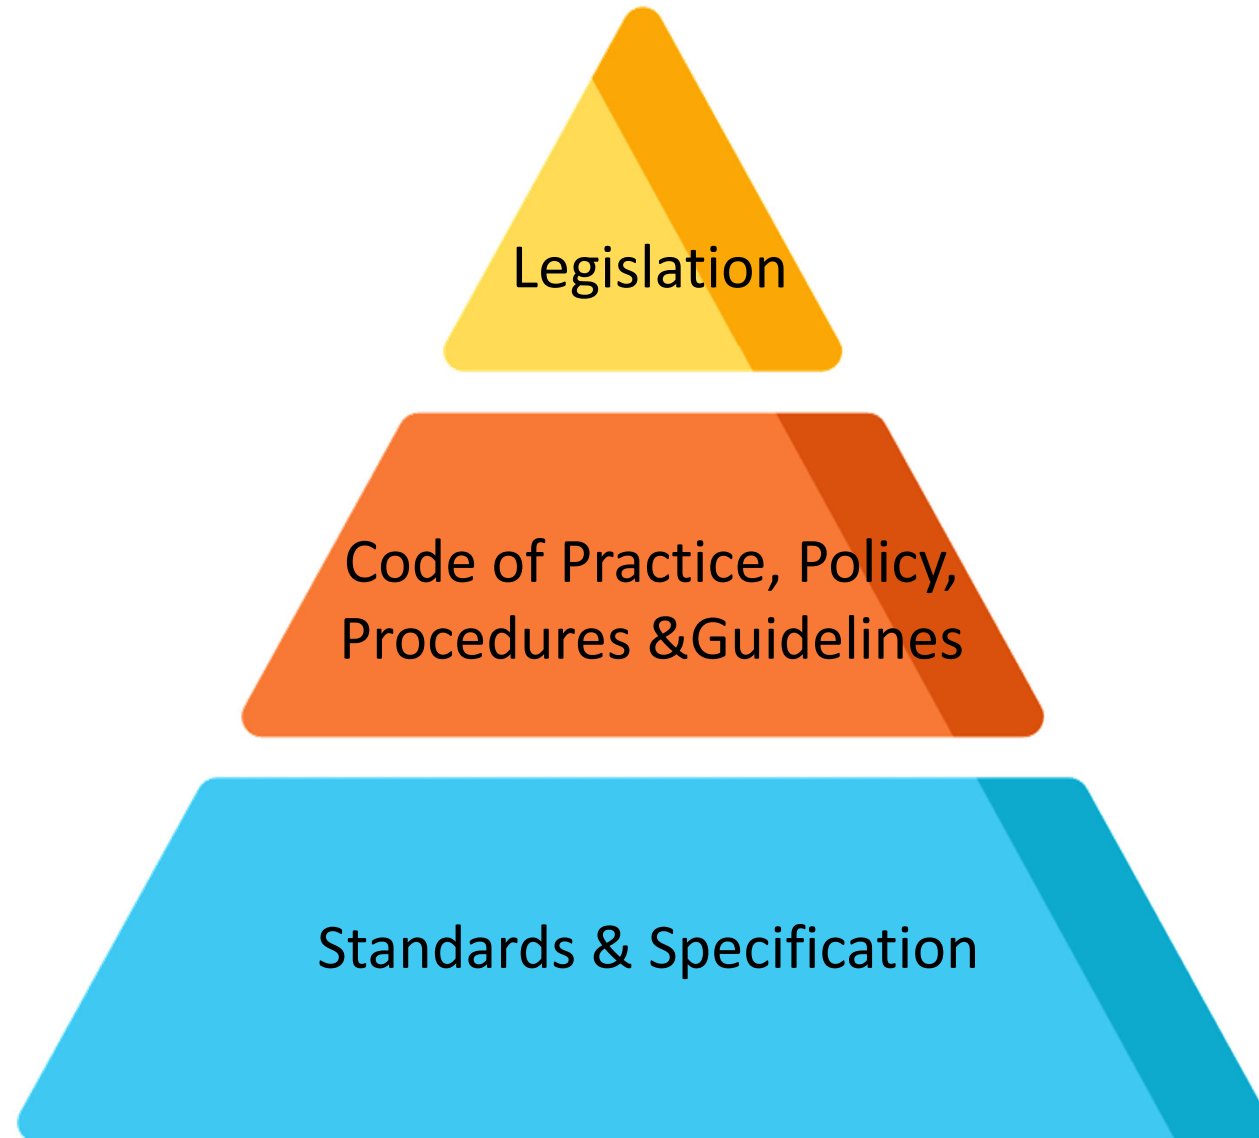 Legislation
Code of Practice, Policy,
Procedures &Guidelines
Standards & Specification